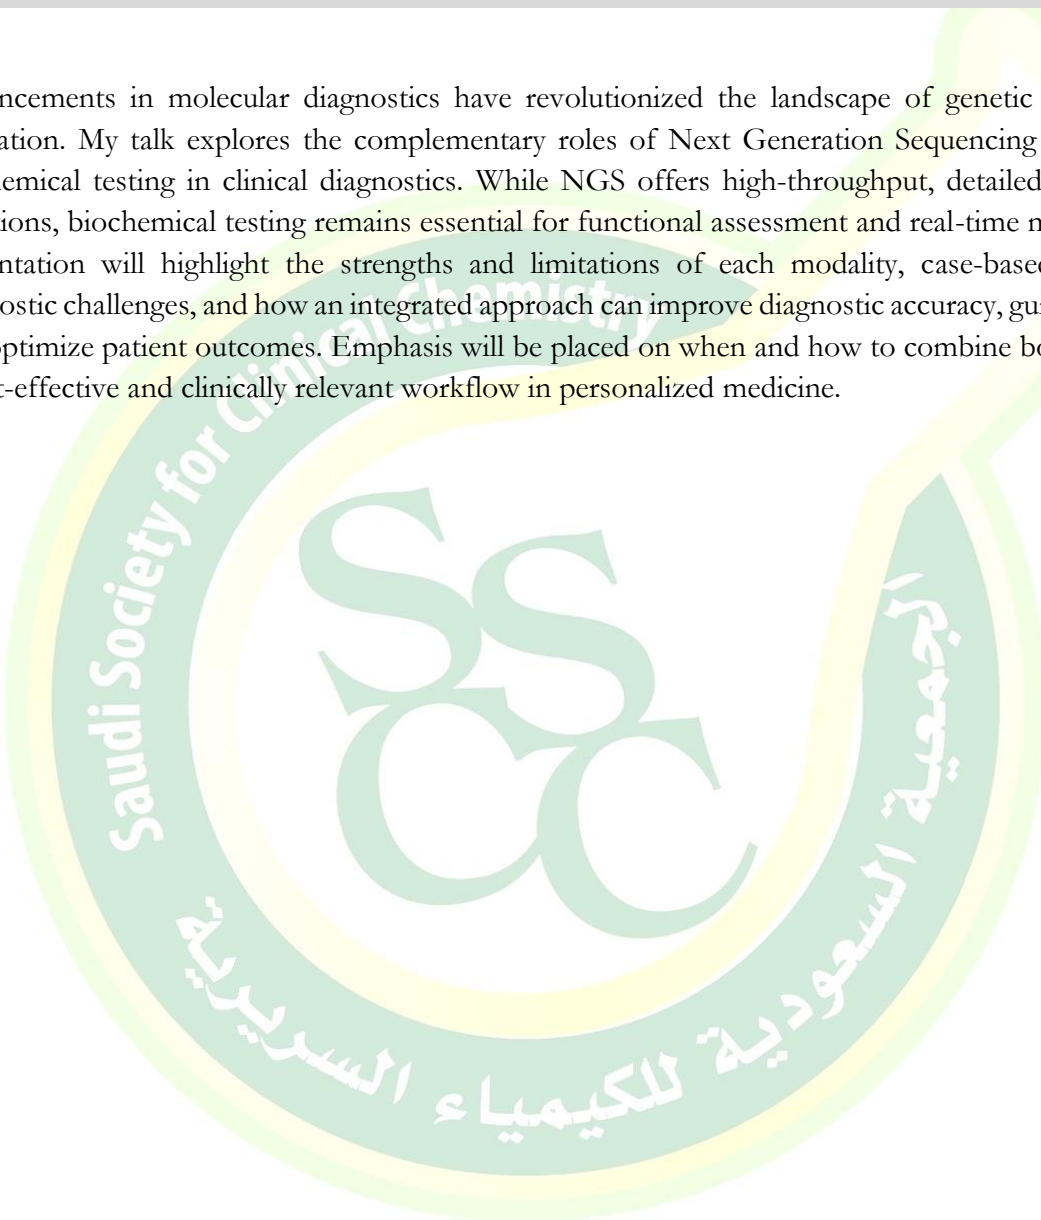 ncements in molecular diagnostics have revolutionized the landscape of genetic
ation. My talk explores the complementary roles of Next Generation Sequencing
emical testing in clinical diagnostics. While NGS offers high-throughput, detailed
ions, biochemical testing remains essential for functional assessment and real-time m
ntation will highlight the strengths and limitations of each modality, case-based
ostic challenges, and how an integrated approach can improve diagnostic accuracy, gui
optimize patient outcomes. Emphasis will be placed on when and how to combine bo
t-effective and clinically relevant workflow in personalized medicine.
Saudi Society for Clinical Chemistry
SSCC
الجمعية السعودية للكيمياء السريرية